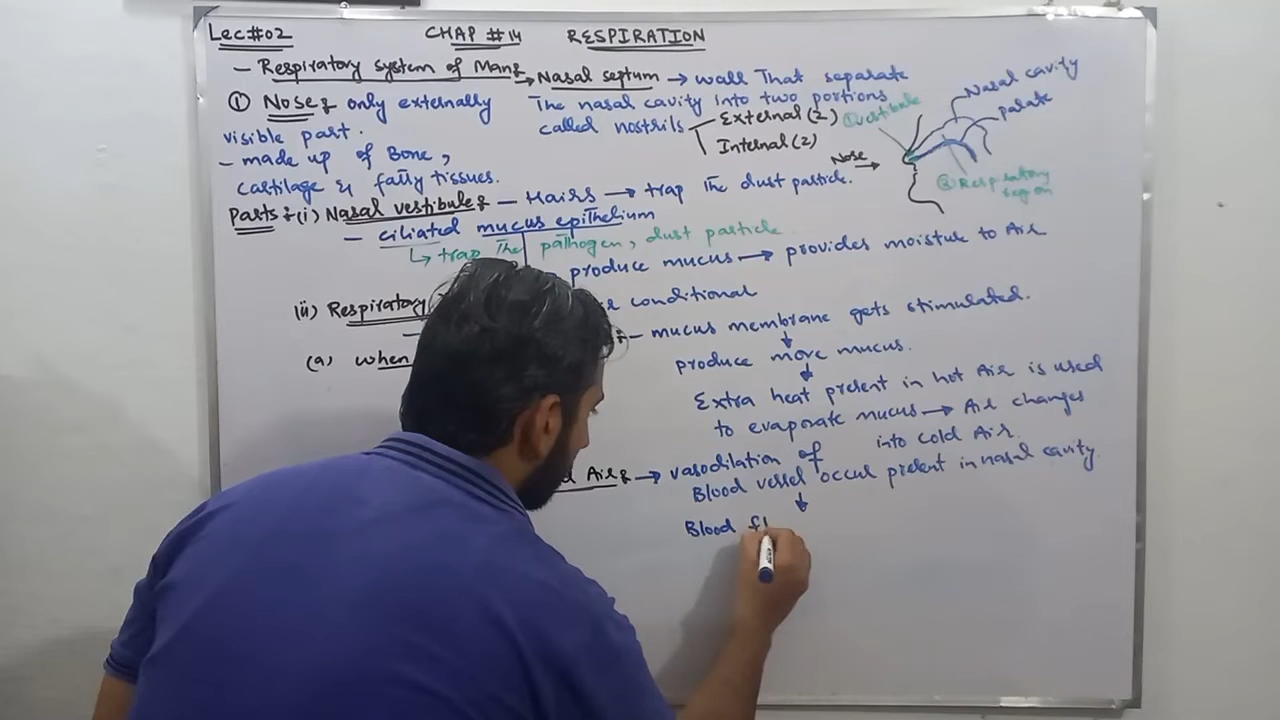 Lec#02 CHAP #14 RESPIRATION
- Respiratory system of Man:
→ Nasal septum → wall That separate
The nasal cavity into two portions
called nostrils External (2)
Internal (2)
① Nose: only externally
visible part.
- made up of Bone,
cartilage & fatty tissues.
Nasal cavity
palate
①vestibule
Nose →
②Respiratory
region
Parts: (i) Nasal vestibule: - Hairs → trap The dust particle.
- ciliated mucus epithelium
↳ trap The pathogen, dust particle
produce mucus → provides moistuk to Air
(ii) Respiratory
conditional
(a) when
- mucus membrane gets stimulated.
↓
produce more mucus.
↓
Extra heat present in hot Air is used
to evaporate mucus → Air changes
into cold Air.
Air: → vasodilation of
Blood vessel occur present in nasal cavity
↓
Blood fl